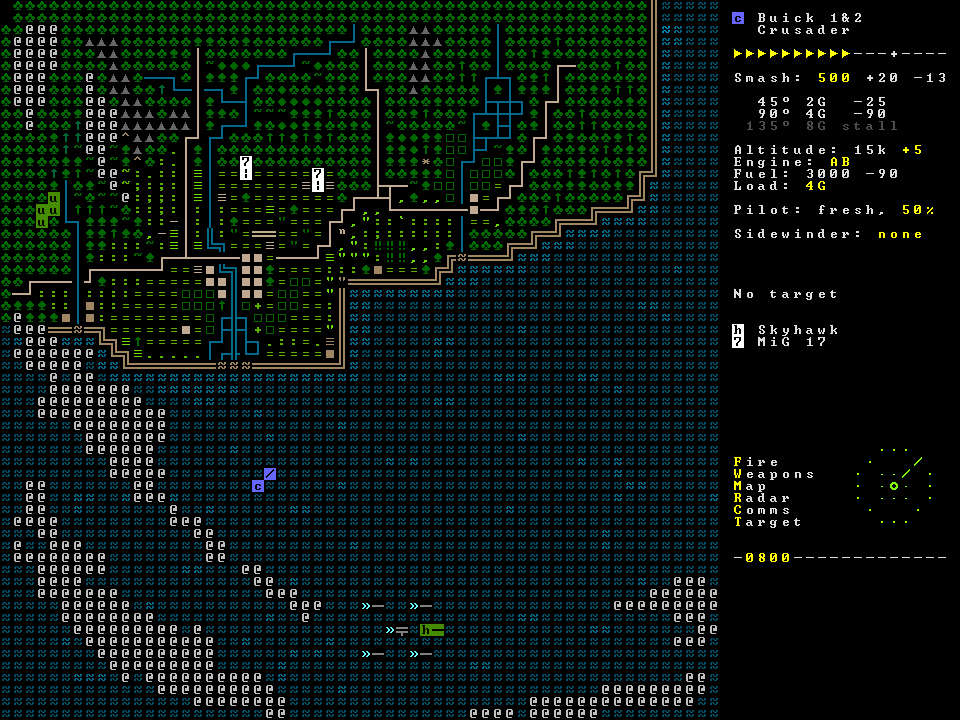 c Buick 1&2
Crusader
Smash: 500 +20 -13
45° 2G -25
90° 4G -90
135° 8G stall
Altitude: 15k +5
Engine: AB
Fuel: 3000 -90
Load: 4G
Pilot: fresh, 50%
Sidewinder: none
No target
h Skyhawk
? MiG 17
Fire
Weapons
Map
Radar
Comms
Target
-0800-